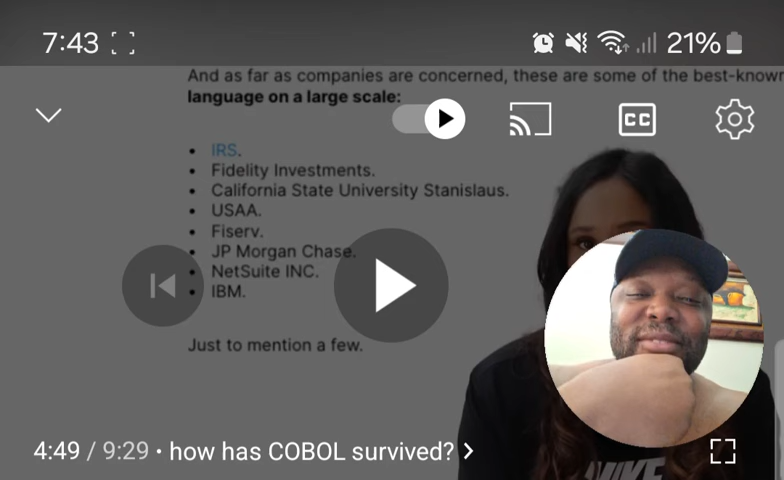 7:43 21%
And as far as companies are concerned, these are some of the best-known
language on a large scale:
CC
• IRS.
• Fidelity Investments.
• California State University Stanislaus.
• USAA.
• Fiserv.
• JP Morgan Chase.
• NetSuite INC.
• IBM.
Just to mention a few.
4:49 / 9:29 • how has COBOL survived? >
NIKE